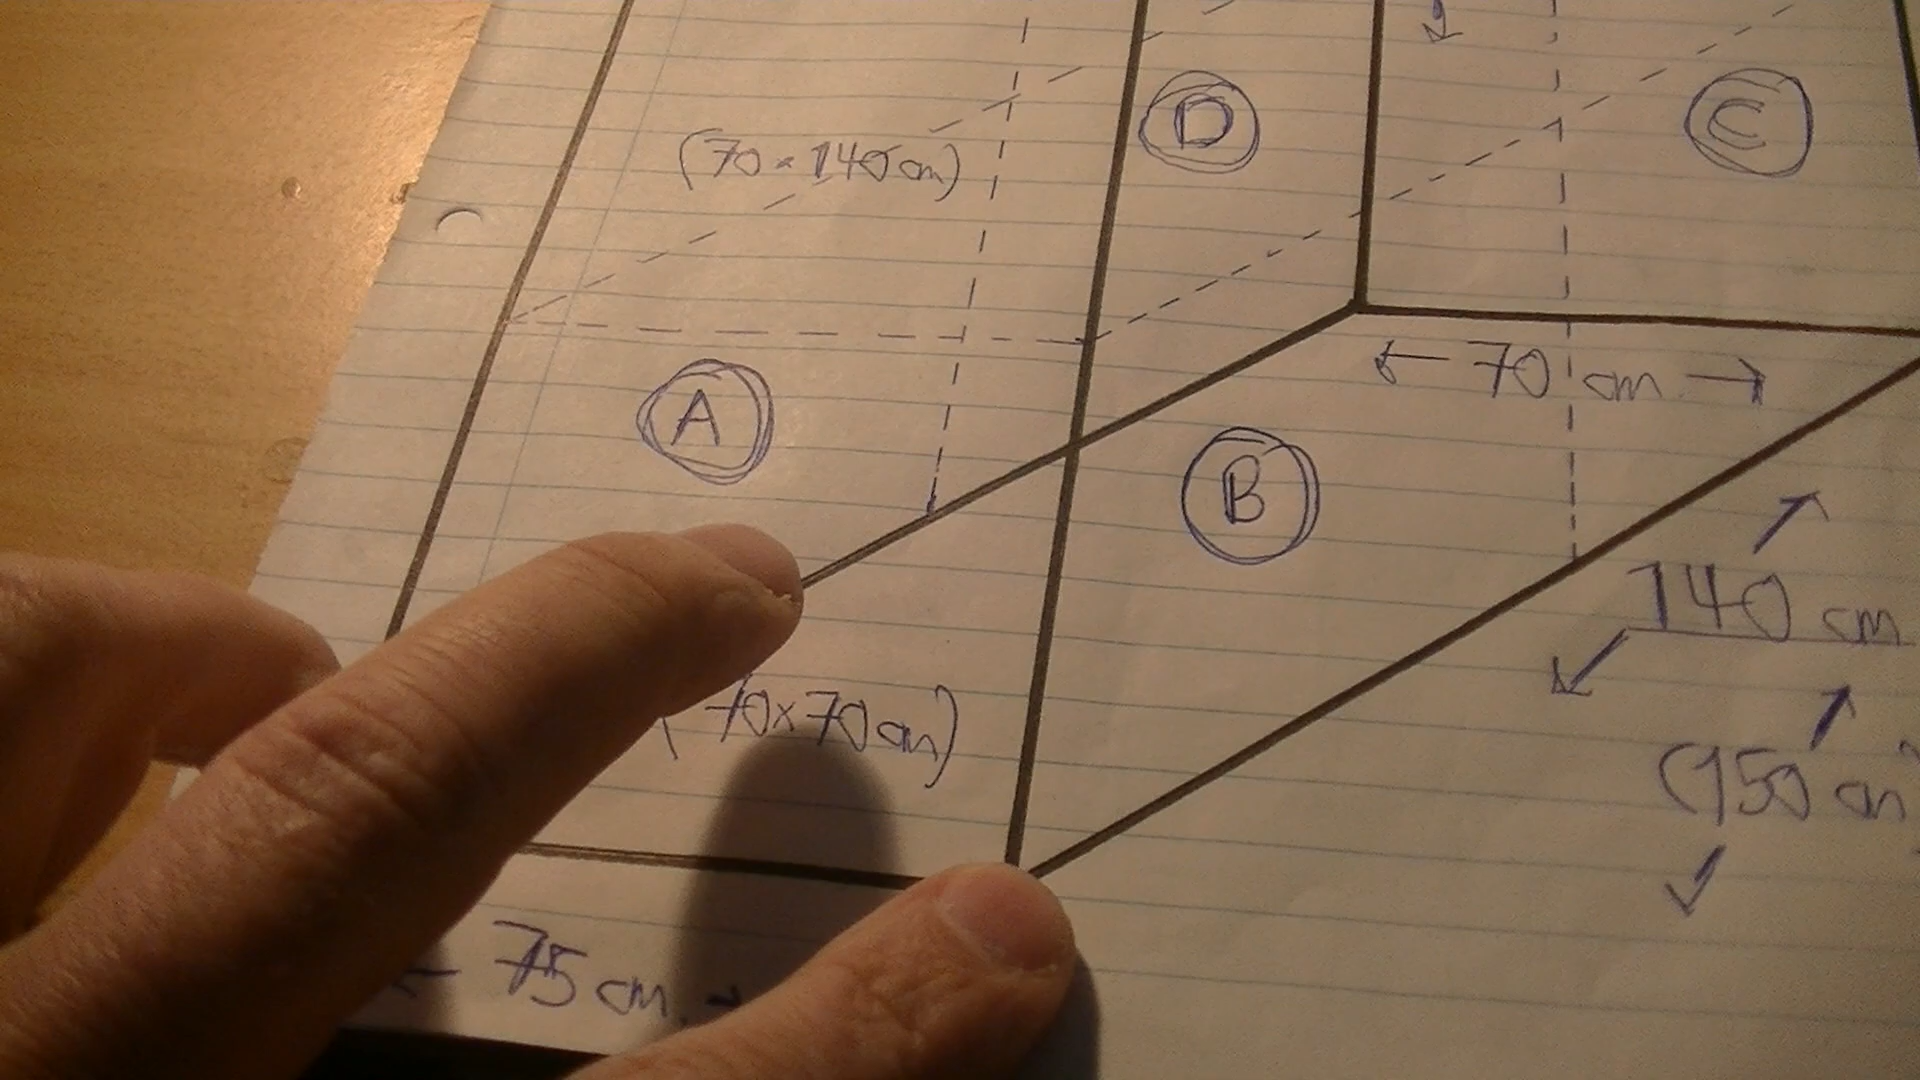 D
C
(70 × 140 cm)
A
← 70 cm →
B
140 cm
(70×70 cm)
(150 cm)
← 75 cm →